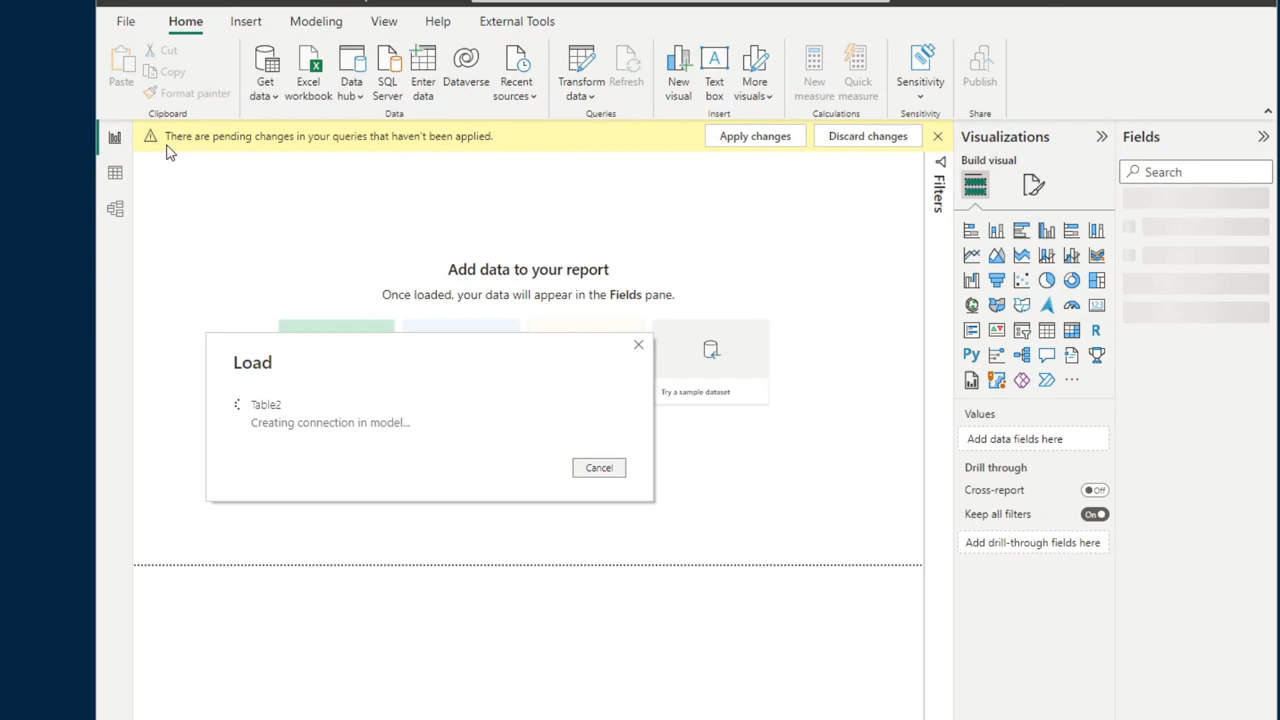 File Home Insert Modeling View Help External Tools
Paste
Cut
Copy
Format painter
Clipboard
Get data
Excel workbook
Data hub
SQL Server
Enter data
Dataverse
Recent sources
Data
Transform data
Refresh
Queries
New visual
Text box
More visuals
Insert
New measure
Quick measure
Calculations
Sensitivity
Sensitivity
Publish
Share
There are pending changes in your queries that haven't been applied. Apply changes Discard changes
Filters
Visualizations
Build visual
Fields
Search
Add data to your report
Once loaded, your data will appear in the Fields pane.
Try a sample dataset
Load
Table2
Creating connection in model...
Cancel
123
R
Py
Values
Add data fields here
Drill through
Cross-report Off
Keep all filters On
Add drill-through fields here